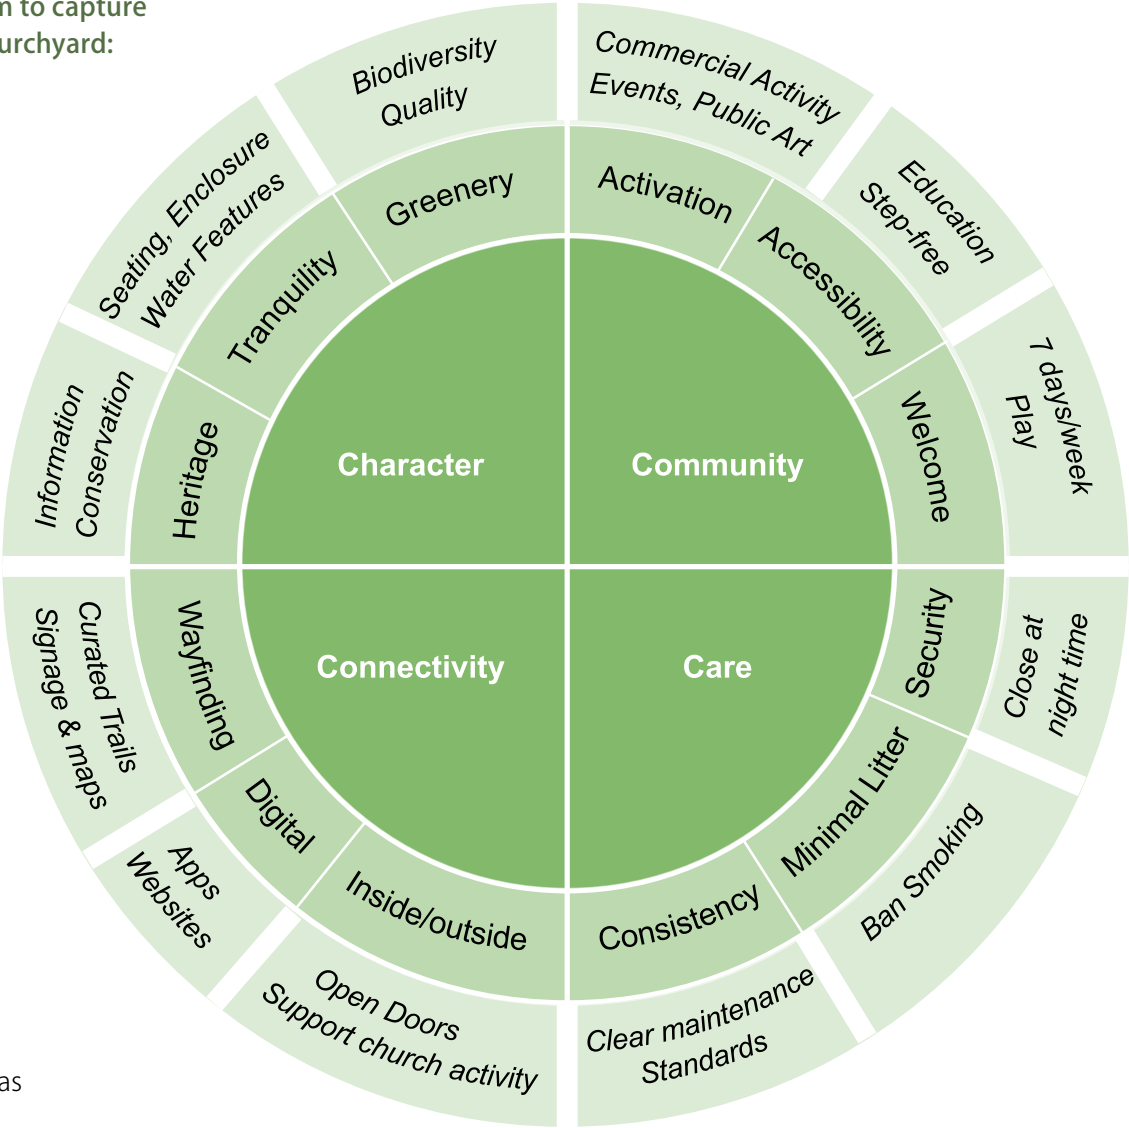 m to capture
urchyard:
Biodiversity
Quality
Commercial Activity
Events, Public Art
Education
Step-free
7 days/week
Play
Close at
night time
Ban Smoking
Clear maintenance
Standards
Open Doors
Support church activity
Apps
Websites
Curated Trails
Signage & maps
Information
Conservation
Seating, Enclosure
Water Features
Greenery
Activation
Accessibility
Welcome
Security
Minimal Litter
Consistency
Inside/outside
Digital
Wayfinding
Heritage
Tranquility
Character
Community
Connectivity
Care
as